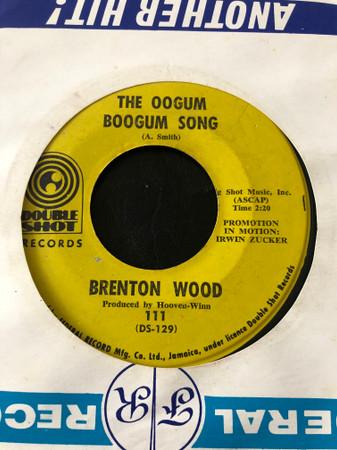 ANOTHER HIT!
THE OOGUM
BOOGUM SONG
(A. Smith)
DOUBLE
SHOT
RECORDS
g Shot Music, Inc.
(ASCAP)
Time 2:20
PROMOTION
IN MOTION:
IRWIN ZUCKER
BRENTON WOOD
Produced by Hooven-Winn
111
(DS-129)
FEDERAL RECORD Mfg. Co. Ltd., Jamaica, under licence Double Shot Records
F
R
ERAL
RECO